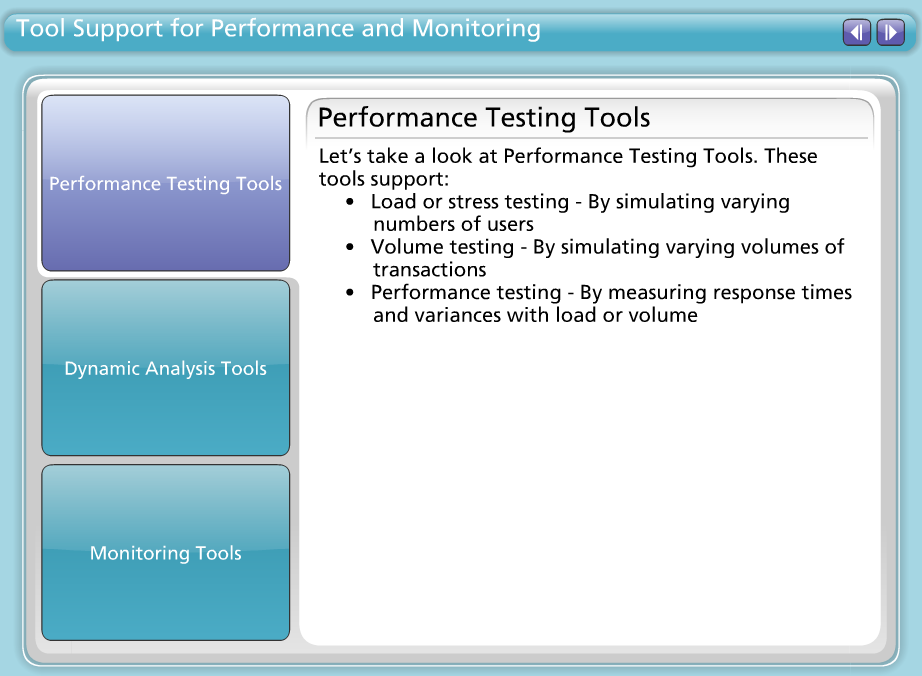 Tool Support for Performance and Monitoring
Performance Testing Tools
Dynamic Analysis Tools
Monitoring Tools
Performance Testing Tools
Let's take a look at Performance Testing Tools. These
tools support:
• Load or stress testing - By simulating varying
numbers of users
• Volume testing - By simulating varying volumes of
transactions
• Performance testing - By measuring response times
and variances with load or volume